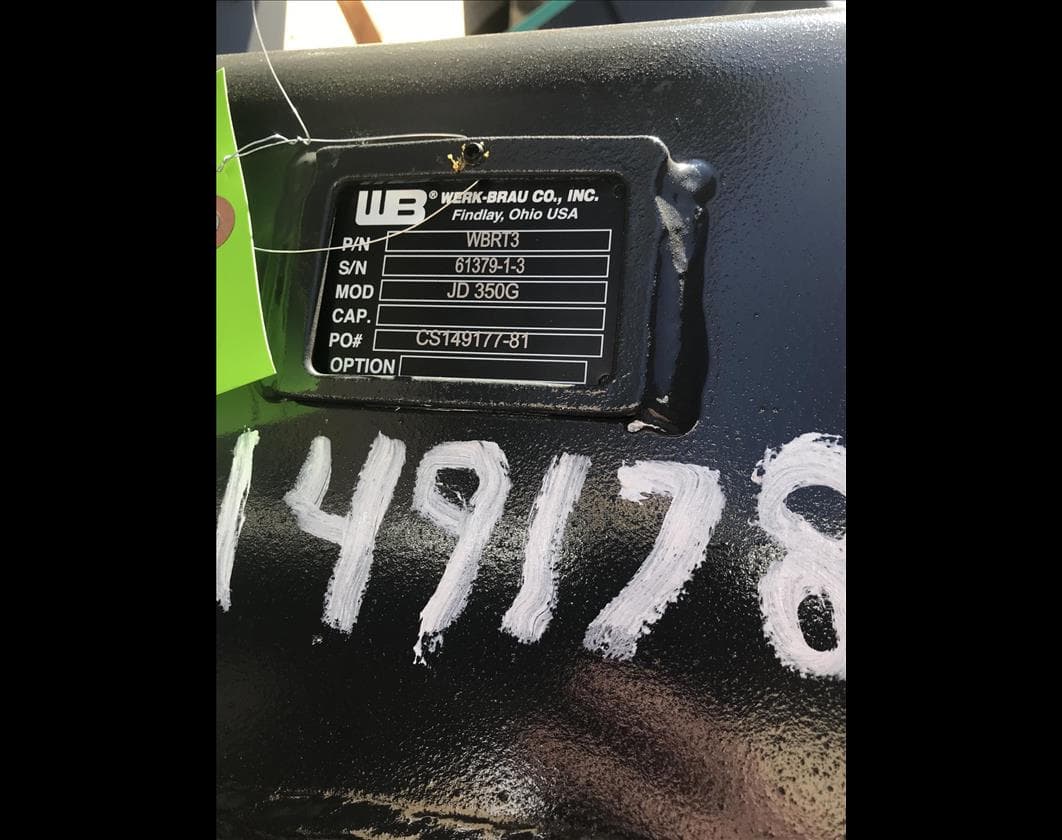 WB® WERK-BRAU CO., INC.
Findlay, Ohio USA
P/N WBRT3
S/N 61379-1-3
MOD JD 350G
CAP.
PO# CS149177-81
OPTION
149178